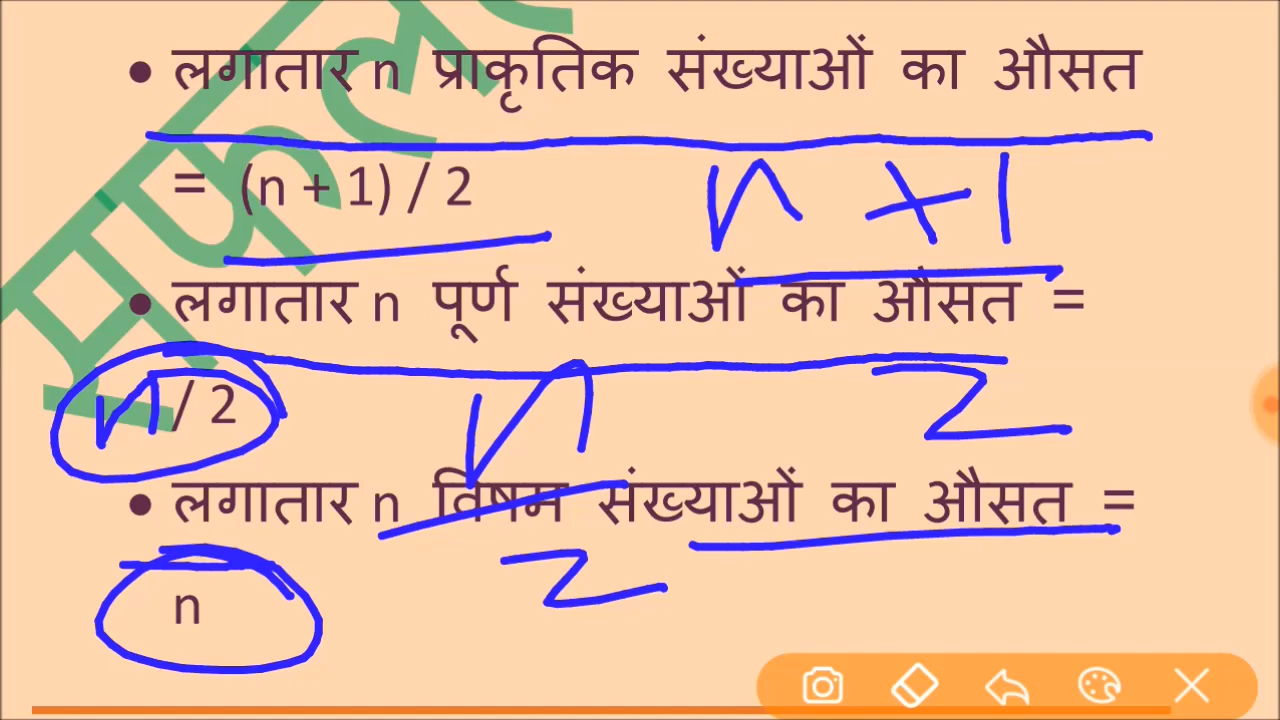 • लगातार n प्राकृतिक संख्याओं का औसत
= (n + 1) / 2
n + 1
2
• लगातार n पूर्ण संख्याओं का औसत =
n / 2
n
2
• लगातार n विषम संख्याओं का औसत =
n